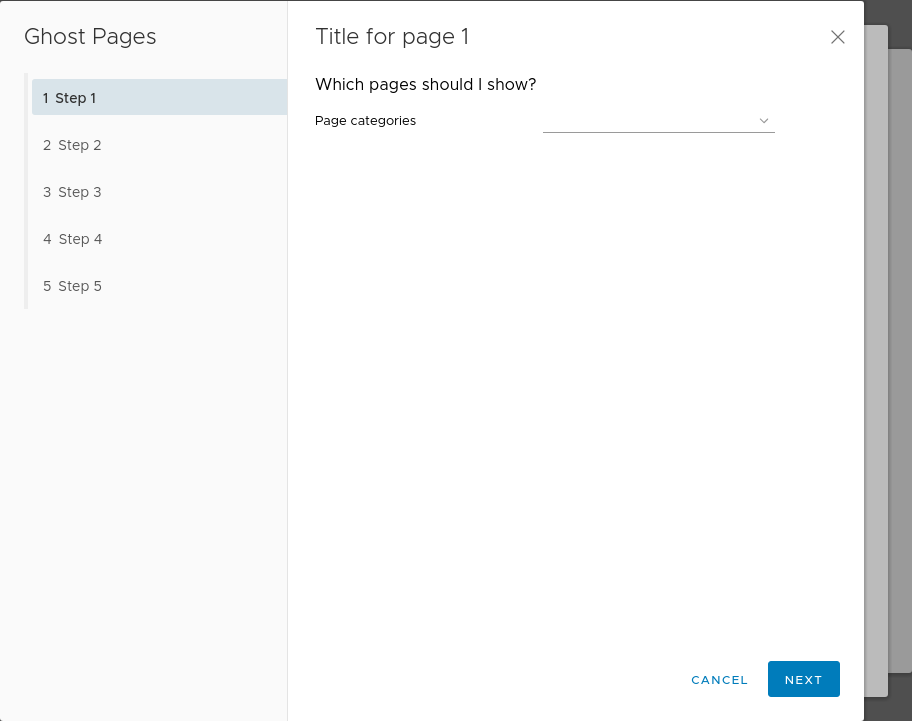 Ghost Pages
1 Step 1
2 Step 2
3 Step 3
4 Step 4
5 Step 5
Title for page 1
Which pages should I show?
Page categories
CANCEL
NEXT